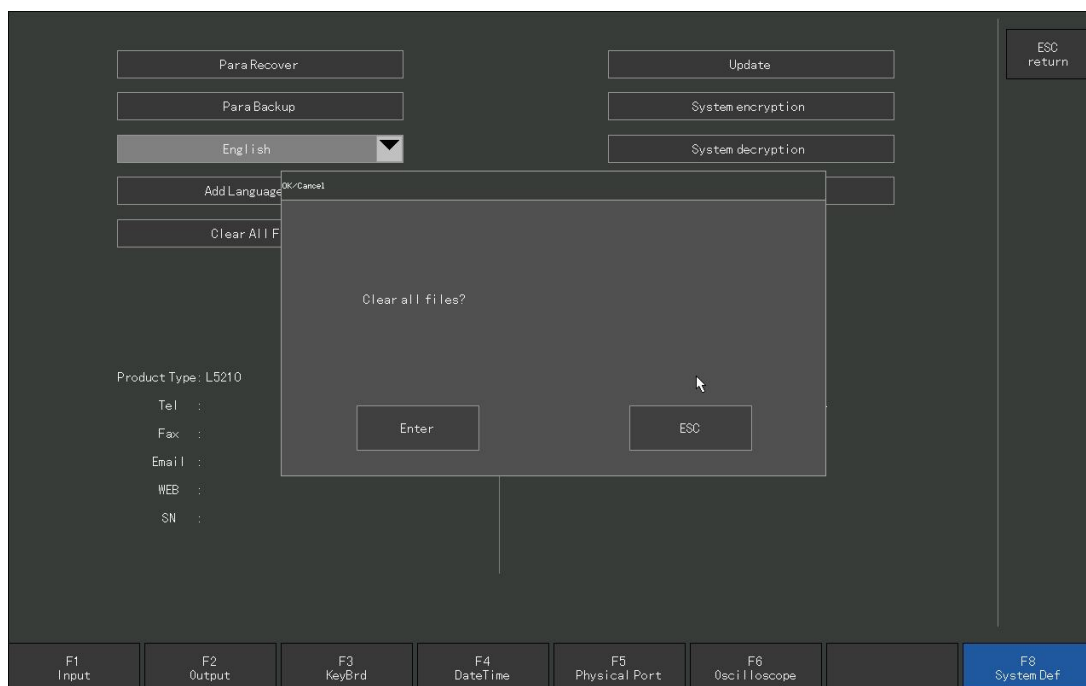 ESC
return
Para Recover
Update
Para Backup
System encryption
English
System decryption
Add Language
OK/Cancel
Clear All F
Clear all files?
Product Type: L5210
Tel :
Enter
ESC
Fax :
Email :
WEB :
SN :
F1
Input
F2
Output
F3
KeyBrd
F4
DateTime
F5
Physical Port
F6
Oscilloscope
F8
System Def